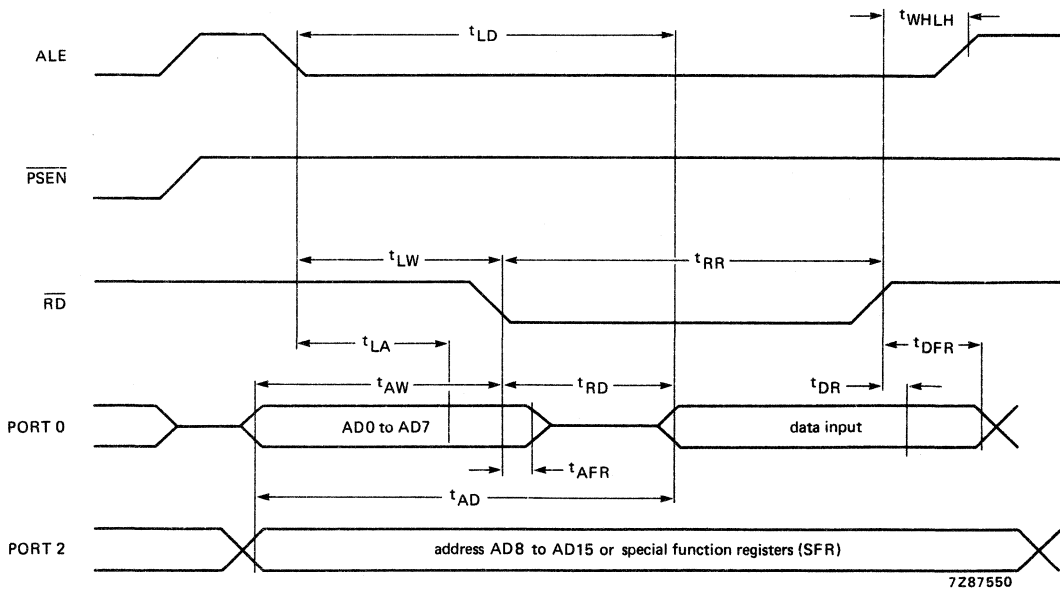 tWHLH
tLD
ALE
PSEN
tLW
tRR
RD
tLA
tDFR
tAW
tRD
tDR
PORT 0
AD0 to AD7
data input
tAFR
tAD
PORT 2
address AD8 to AD15 or special function registers (SFR)
7Z87550